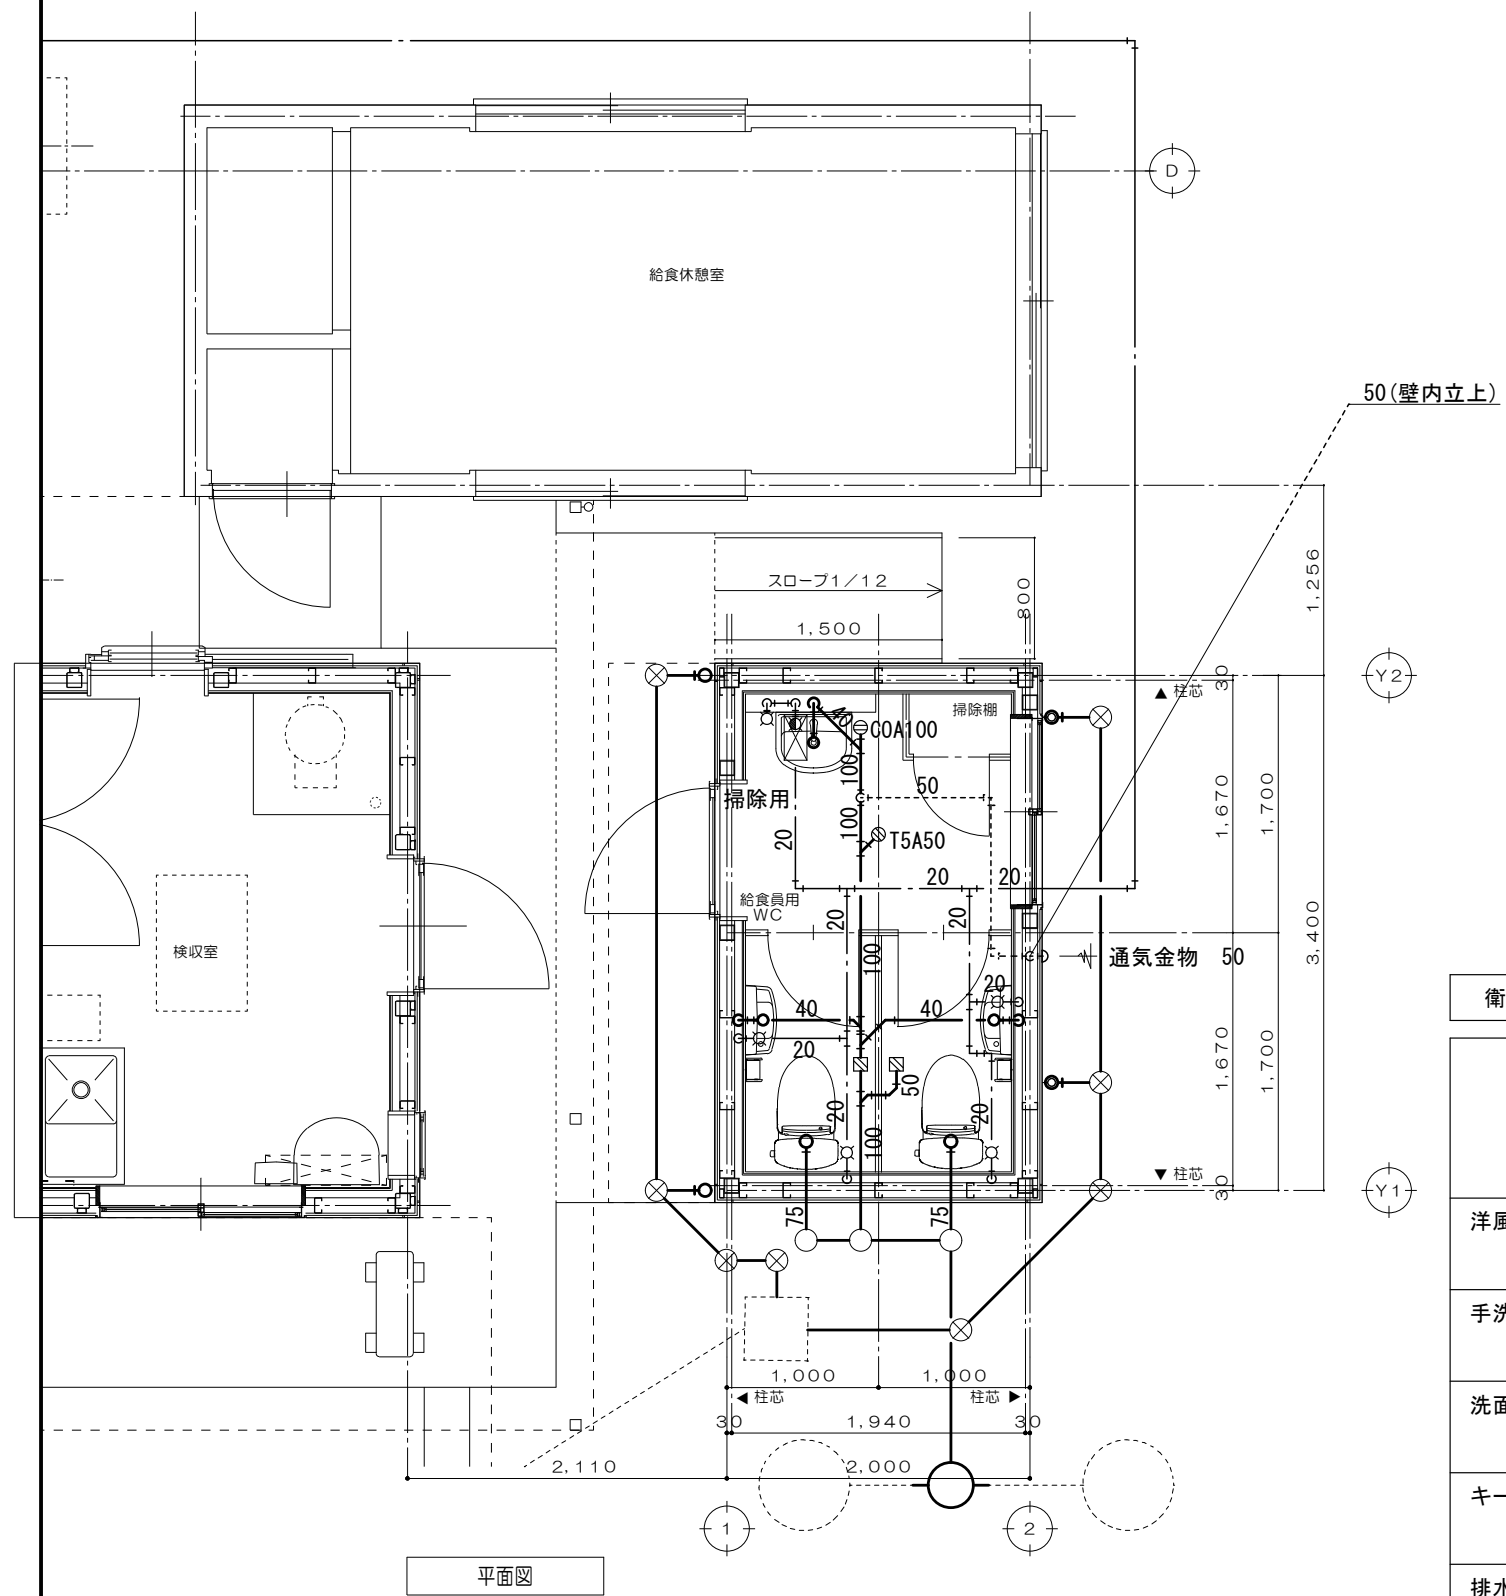 D
給食休憩室
50(壁内立上)
1,256
スロープ1/12
800
1,500
30
Y2
▲ 柱芯
掃除棚
40
COA100
100
50
掃除用
100
20
T5A50
1,670
1,700
20
20
給食員用
WC
20
20
3,400
検収室
100
通気金物 50
20
40
40
20
50
1,670
1,700
20
20
100
▼ 柱芯
30
Y1
75
75
1,000
1,000
◀ 柱芯
柱芯 ▶
30
1,940
30
2,110
2,000
1
2
平面図
衛
洋風
手洗
洗面
キー
排水